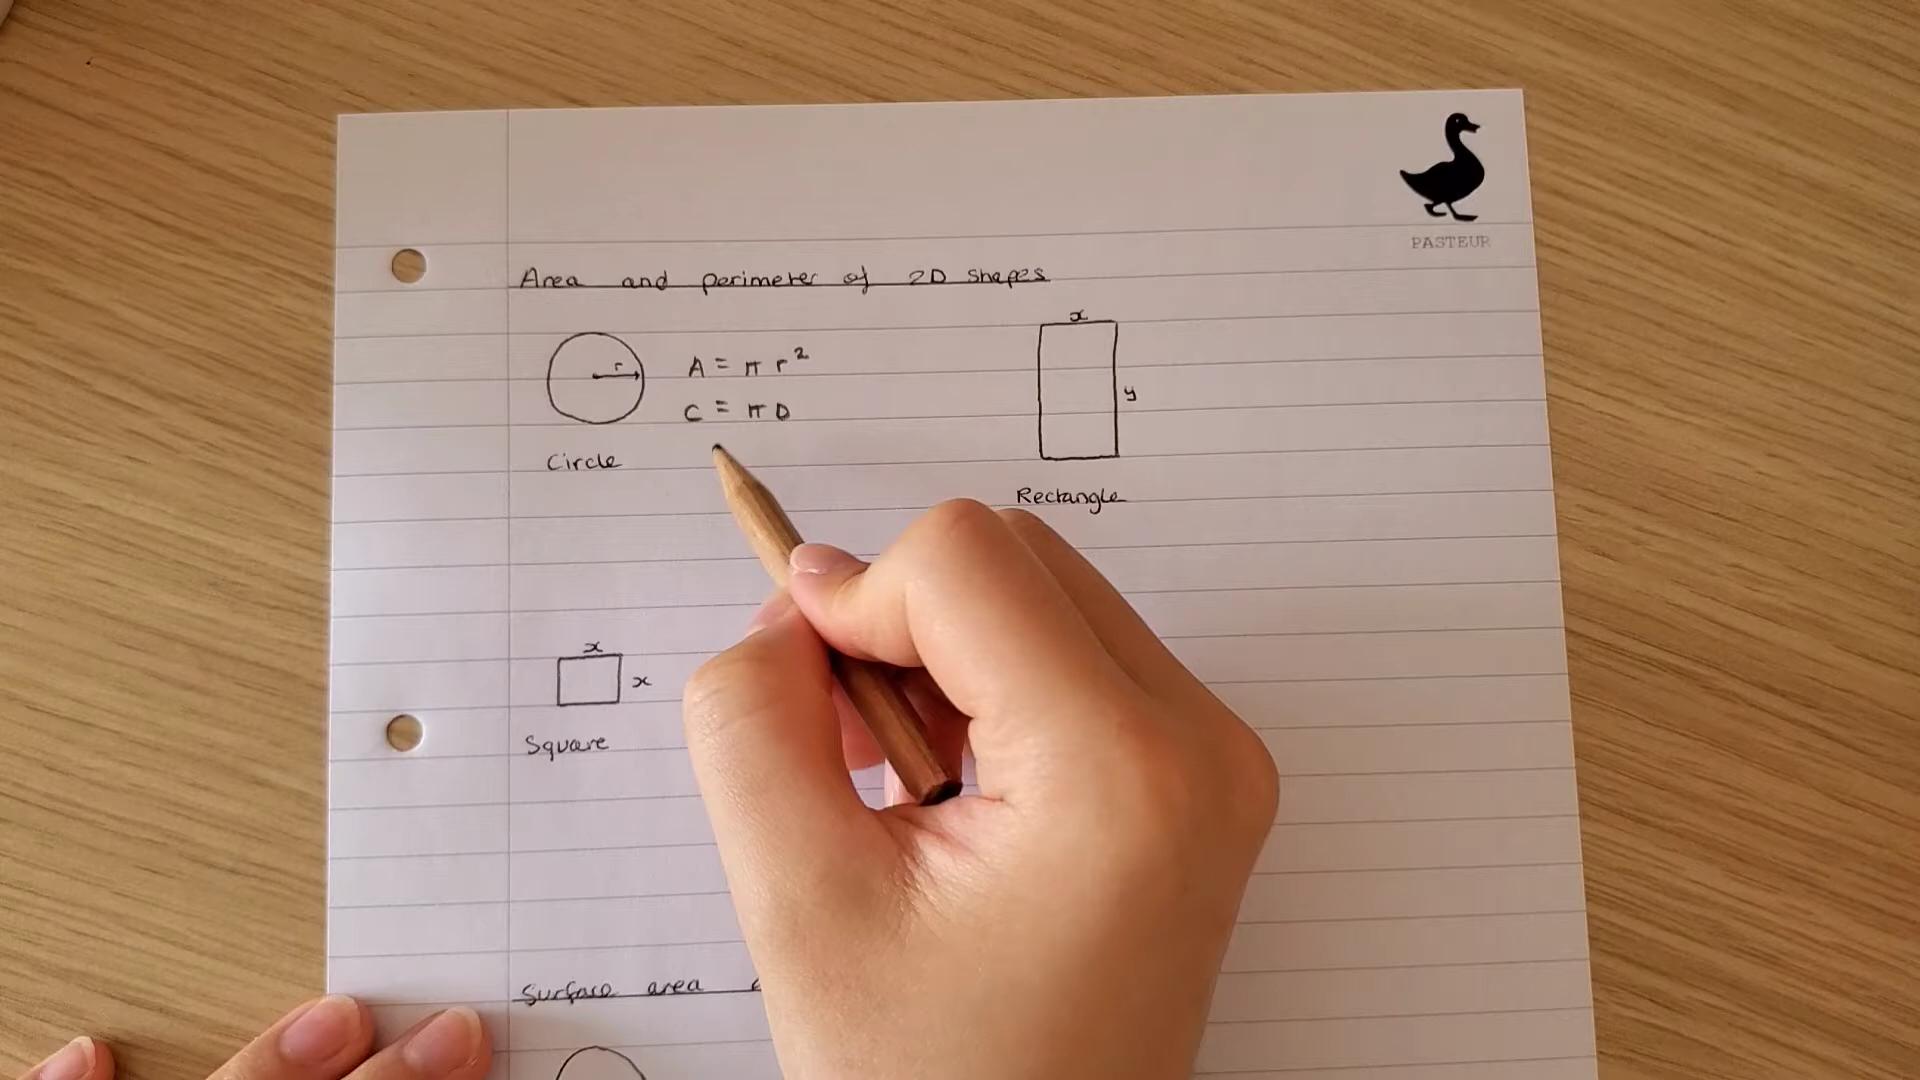 PASTEUR
Area and perimeter of 2D shapes
r
A = π r²
C = π D
Circle
x
y
Rectangle
x
x
Square
Surface area